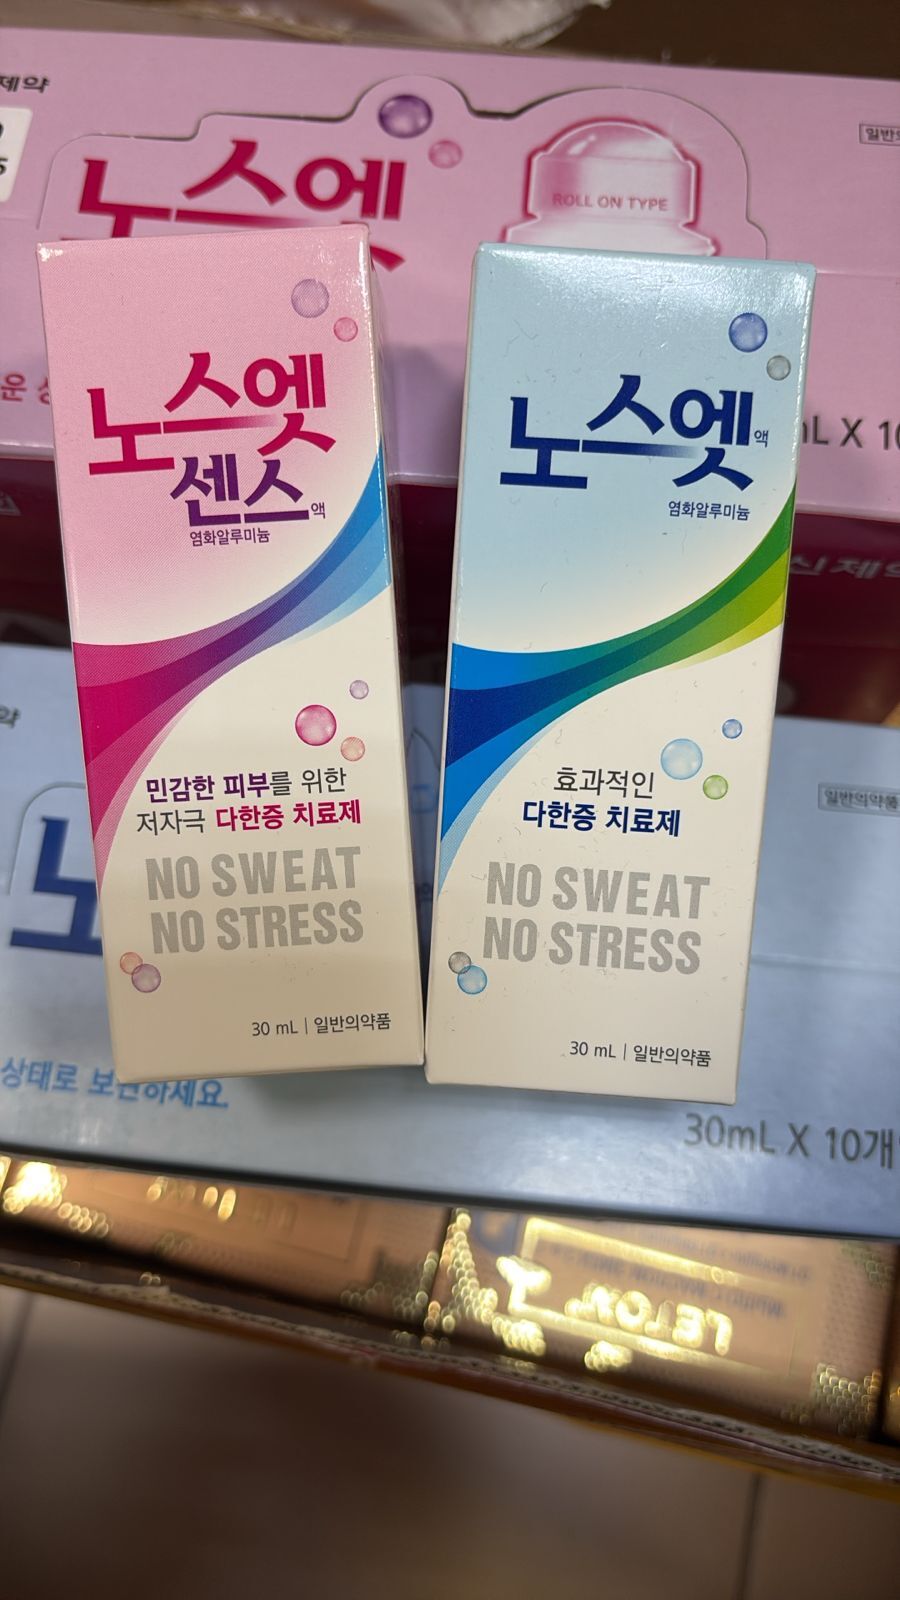 제약
노스엣
ROLL ON TYPE
노스엣
센스액
염화알루미늄
민감한 피부를 위한
저자극 다한증 치료제
NO SWEAT
NO STRESS
30 mL | 일반의약품
노스엣액
염화알루미늄
효과적인
다한증 치료제
NO SWEAT
NO STRESS
30 mL | 일반의약품
mL X 10
신제약
일반의약품
노
상태로 보관하세요
30mL X 10개